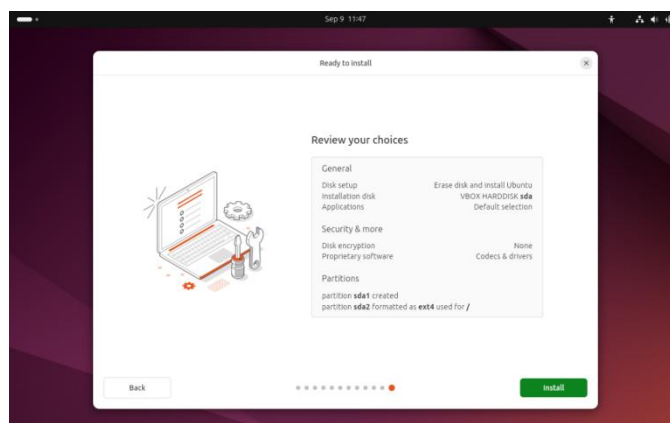 Sep 9 11:47
Ready to install
Review your choices
General
Disk setup Erase disk and install Ubuntu
Installation disk VBOX HARDDISK sda
Applications Default selection
Security & more
Disk encryption None
Proprietary software Codecs & drivers
Partitions
partition sda1 created
partition sda2 formatted as ext4 used for /
Back
Install